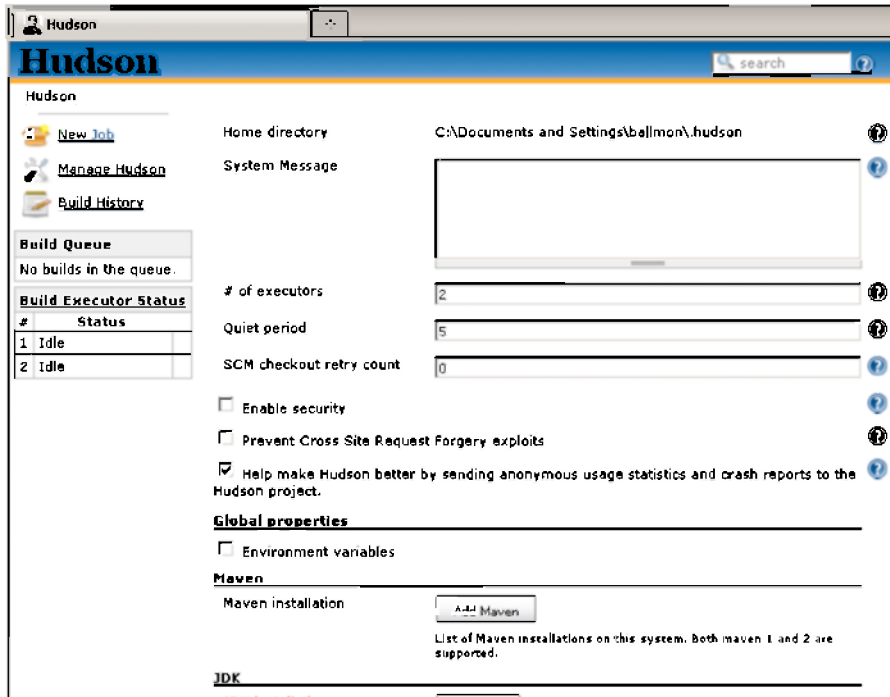 Hudson
Hudson
search
Hudson
New Job
Manage Hudson
Build History
Build Queue
No builds in the queue.
Build Executor Status
# Status
1 Idle
2 Idle
Home directory C:\Documents and Settings\ballmon\.hudson
System Message
# of executors 2
Quiet period 5
SCM checkout retry count 0
Enable security
Prevent Cross Site Request Forgery exploits
Help make Hudson better by sending anonymous usage statistics and crash reports to the
Hudson project.
Global properties
Environment variables
Maven
Maven installation Add Maven
List of Maven installations on this system. Both maven 1 and 2 are
supported.
JDK